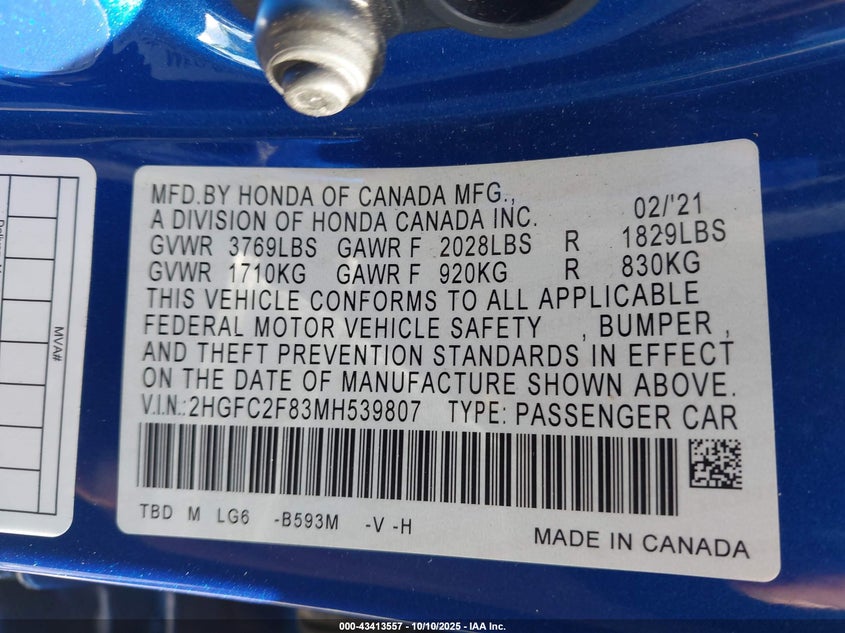 MFD.BY HONDA OF CANADA MFG.,
A DIVISION OF HONDA CANADA INC. 02/'21
GVWR 3769LBS GAWR F 2028LBS R 1829LBS
GVWR 1710KG GAWR F 920KG R 830KG
THIS VEHICLE CONFORMS TO ALL APPLICABLE
FEDERAL MOTOR VEHICLE SAFETY , BUMPER ,
AND THEFT PREVENTION STANDARDS IN EFFECT
ON THE DATE OF MANUFACTURE SHOWN ABOVE.
V.I.N.: 2HGFC2F83MH539807 TYPE: PASSENGER CAR
TBD M LG6 -B593M -V -H
MADE IN CANADA
MVA#
000-43413557 - 10/10/2025 - IAA Inc.